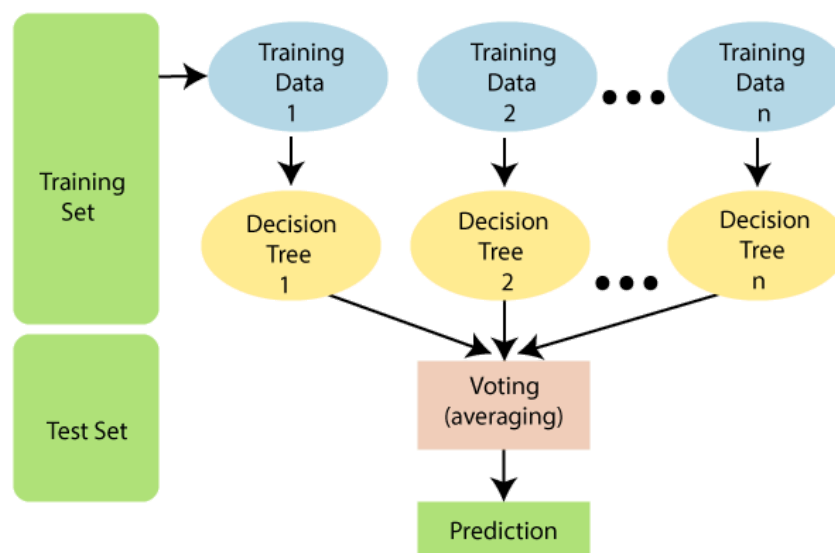 Training
Set
Test Set
Training
Data
1
Training
Data
2
Training
Data
n
Decision
Tree
1
Decision
Tree
2
Decision
Tree
n
Voting
(averaging)
Prediction